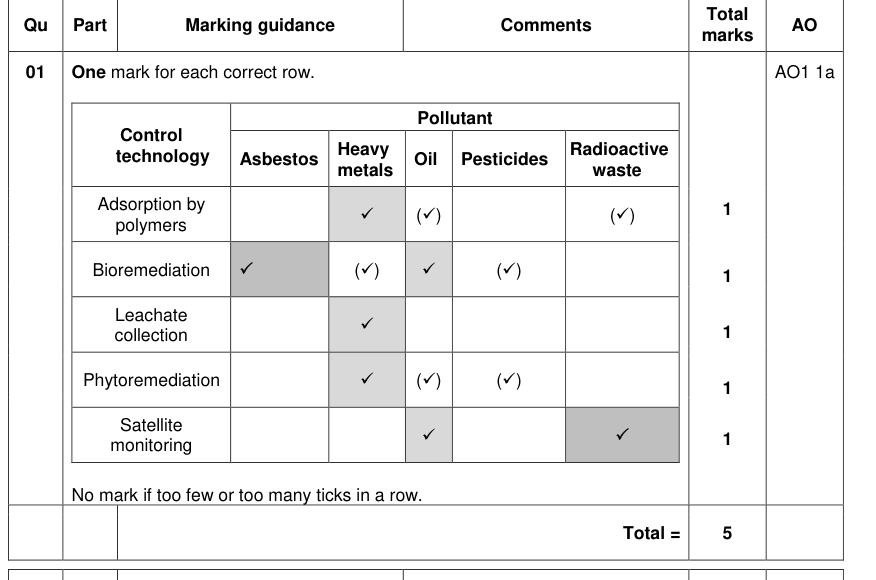 Qu Part Marking guidance Comments Total marks AO
01 One mark for each correct row. AO1 1a
Control technology Pollutant
Asbestos Heavy metals Oil Pesticides Radioactive waste
Adsorption by polymers ✓ (✓) (✓) 1
Bioremediation ✓ (✓) ✓ (✓) 1
Leachate collection ✓ 1
Phytoremediation ✓ (✓) (✓) 1
Satellite monitoring ✓ ✓ 1
No mark if too few or too many ticks in a row.
Total = 5